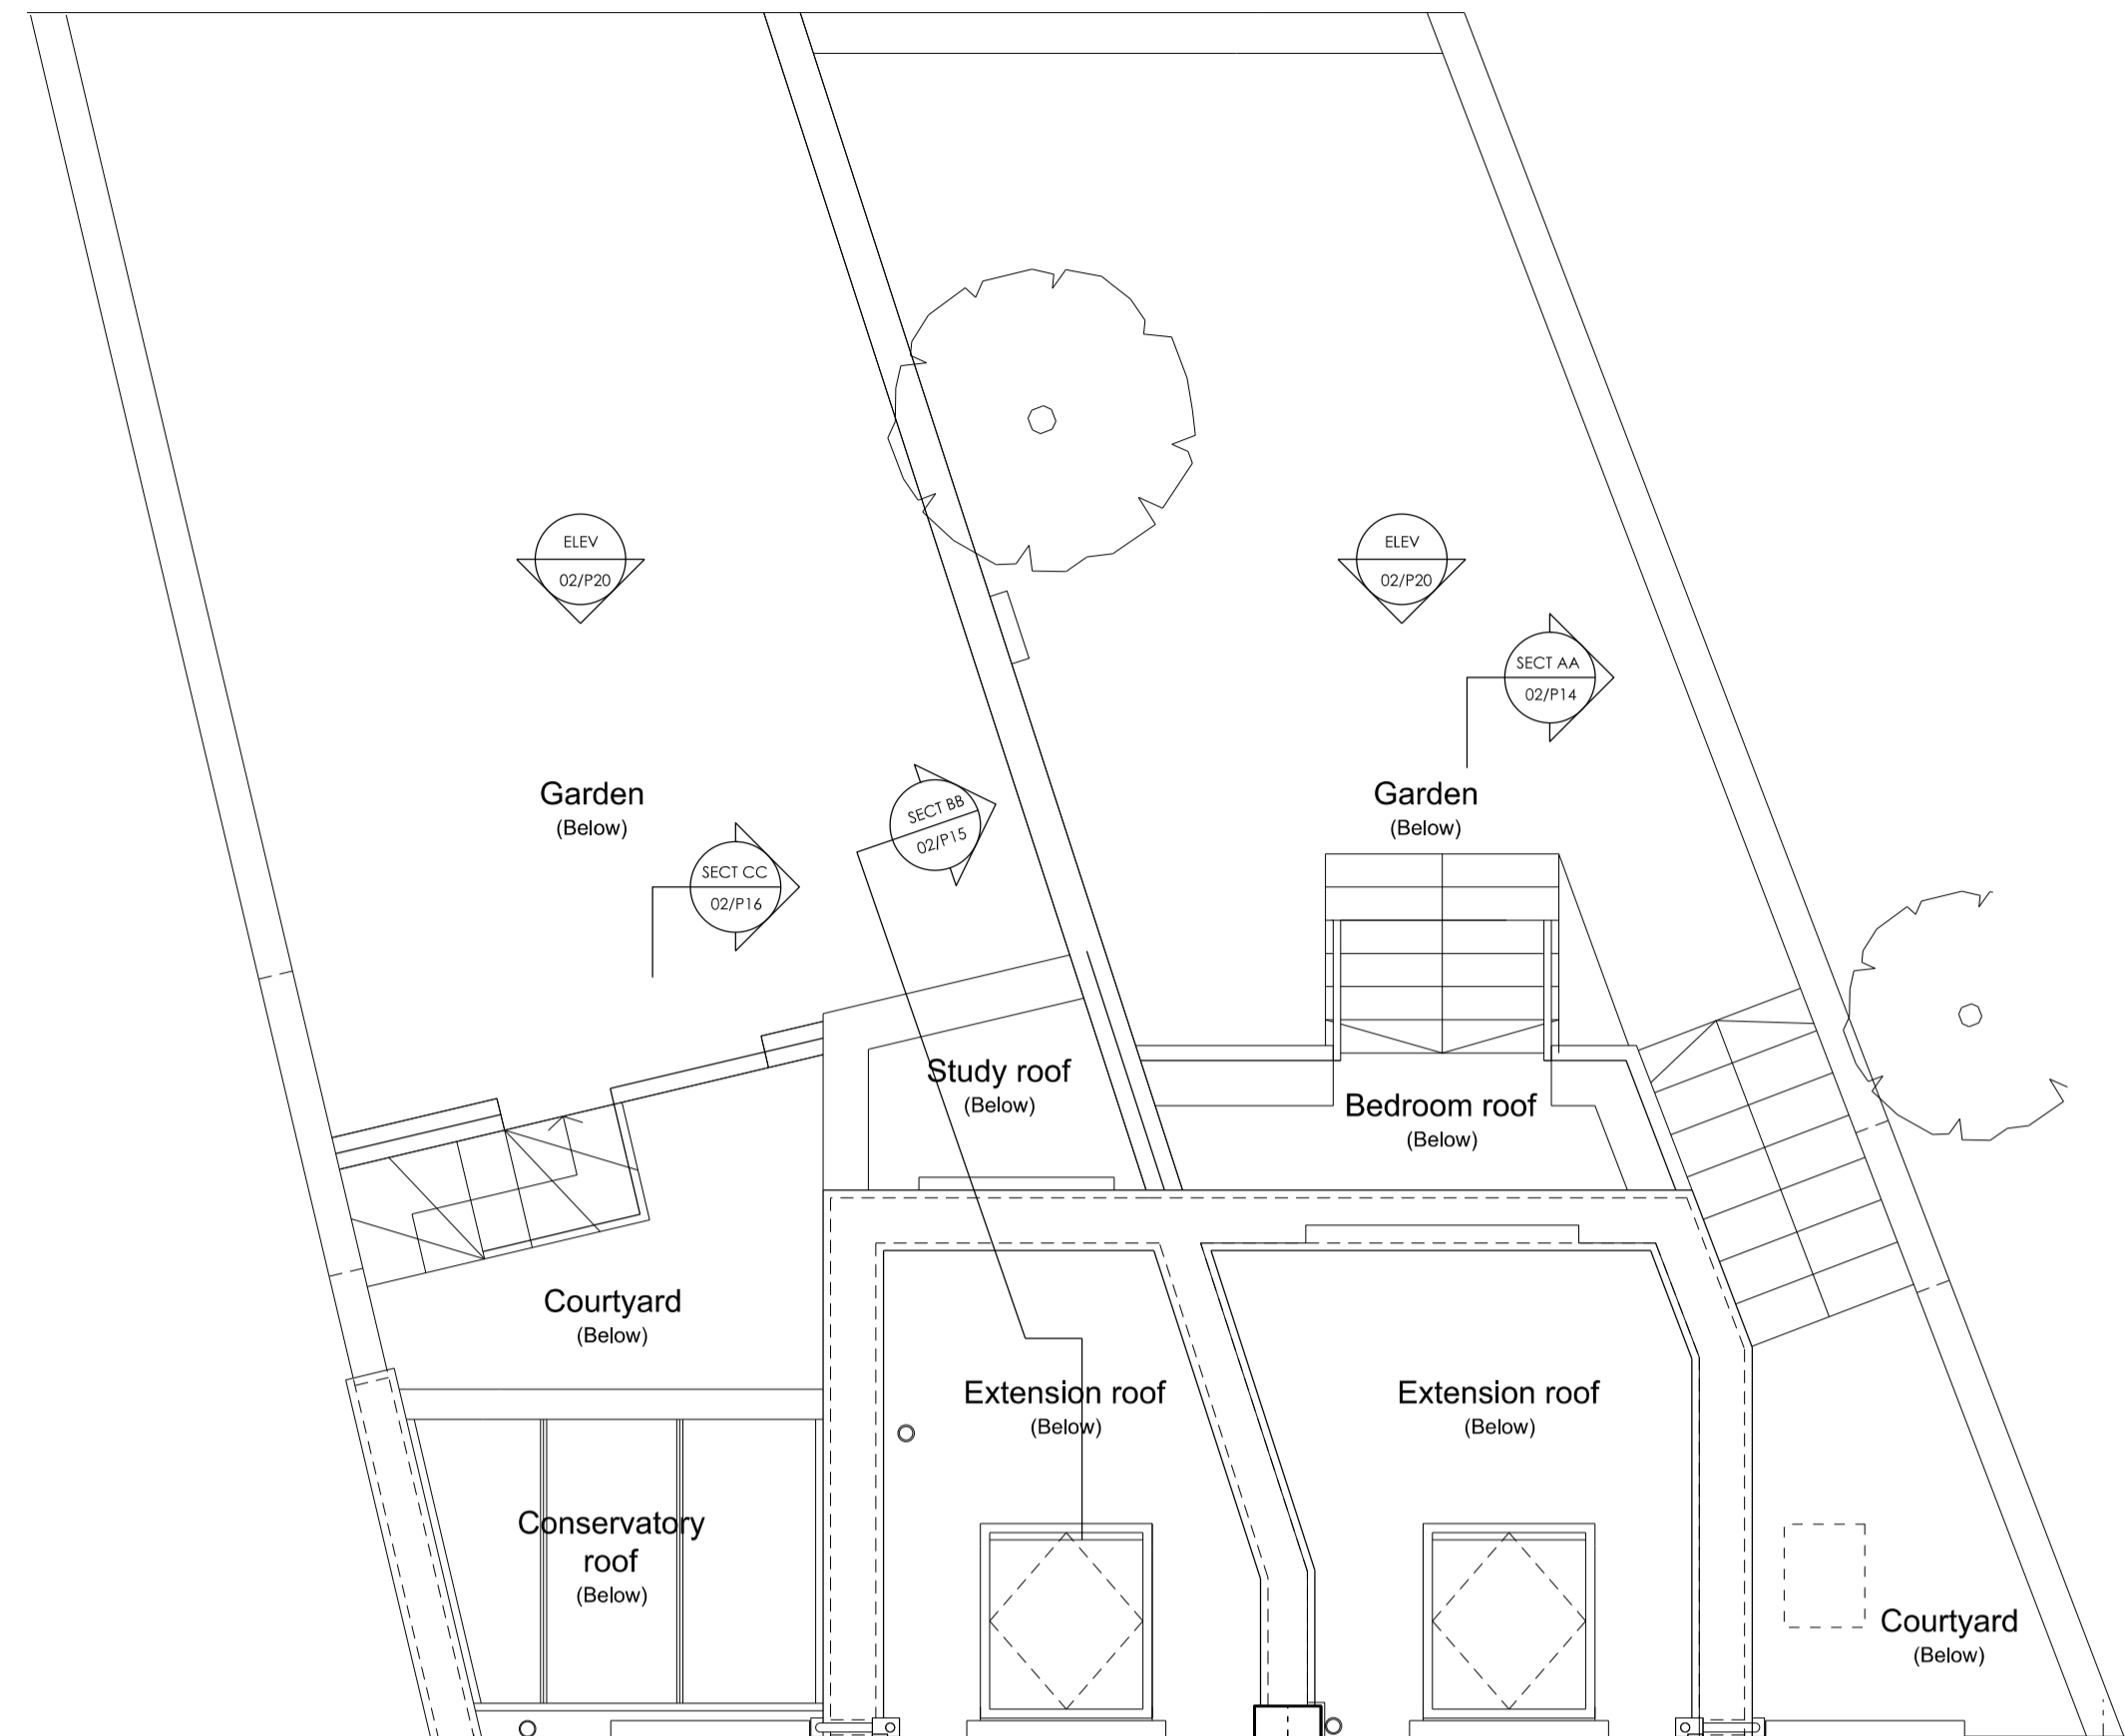 ELEV
02/P20
ELEV
02/P20
SECT AA
02/P14
Garden
(Below)
SECT BB
02/P15
Garden
(Below)
SECT CC
02/P16
Study roof
(Below)
Bedroom roof
(Below)
Courtyard
(Below)
Extension roof
(Below)
Extension roof
(Below)
Conservatory
roof
(Below)
Courtyard
(Below)